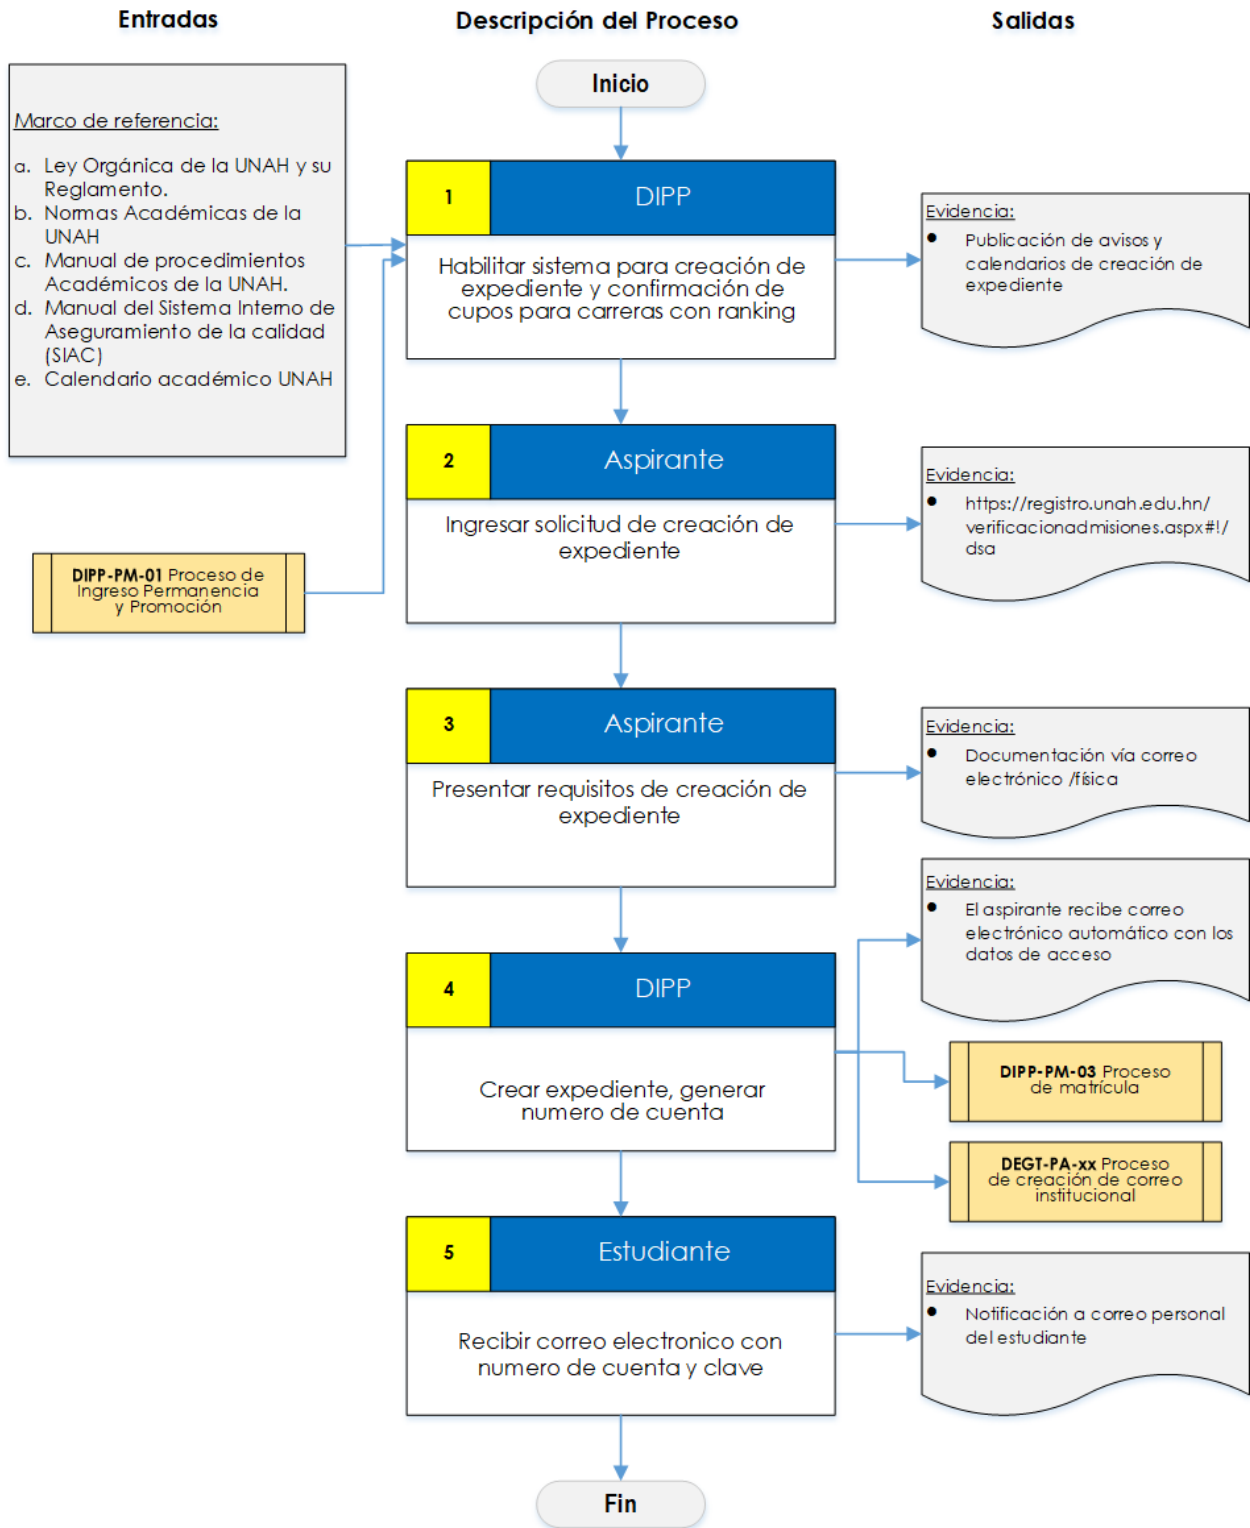 Entradas
Descripción del Proceso
Salidas
Inicio
Marco de referencia:
a. Ley Orgánica de la UNAH y su
Reglamento.
b. Normas Académicas de la
UNAH
c. Manual de procedimientos
Académicos de la UNAH.
d. Manual del Sistema Interno de
Aseguramiento de la calidad
(SIAC)
e. Calendario académico UNAH
DIPP-PM-01 Proceso de
Ingreso Permanencia
y Promoción
1
DIPP
Habilitar sistema para creación de
expediente y confirmación de
cupos para carreras con ranking
Evidencia:
● Publicación de avisos y
calendarios de creación de
expediente
2
Aspirante
Ingresar solicitud de creación de
expediente
Evidencia:
● https://registro.unah.edu.hn/
verificacionadmisiones.aspx#!/
dsa
3
Aspirante
Presentar requisitos de creación de
expediente
Evidencia:
● Documentación vía correo
electrónico /física
4
DIPP
Crear expediente, generar
numero de cuenta
Evidencia:
● El aspirante recibe correo
electrónico automático con los
datos de acceso
DIPP-PM-03 Proceso
de matrícula
DEGT-PA-xx Proceso
de creación de correo
institucional
5
Estudiante
Recibir correo electronico con
numero de cuenta y clave
Evidencia:
● Notificación a correo personal
del estudiante
Fin